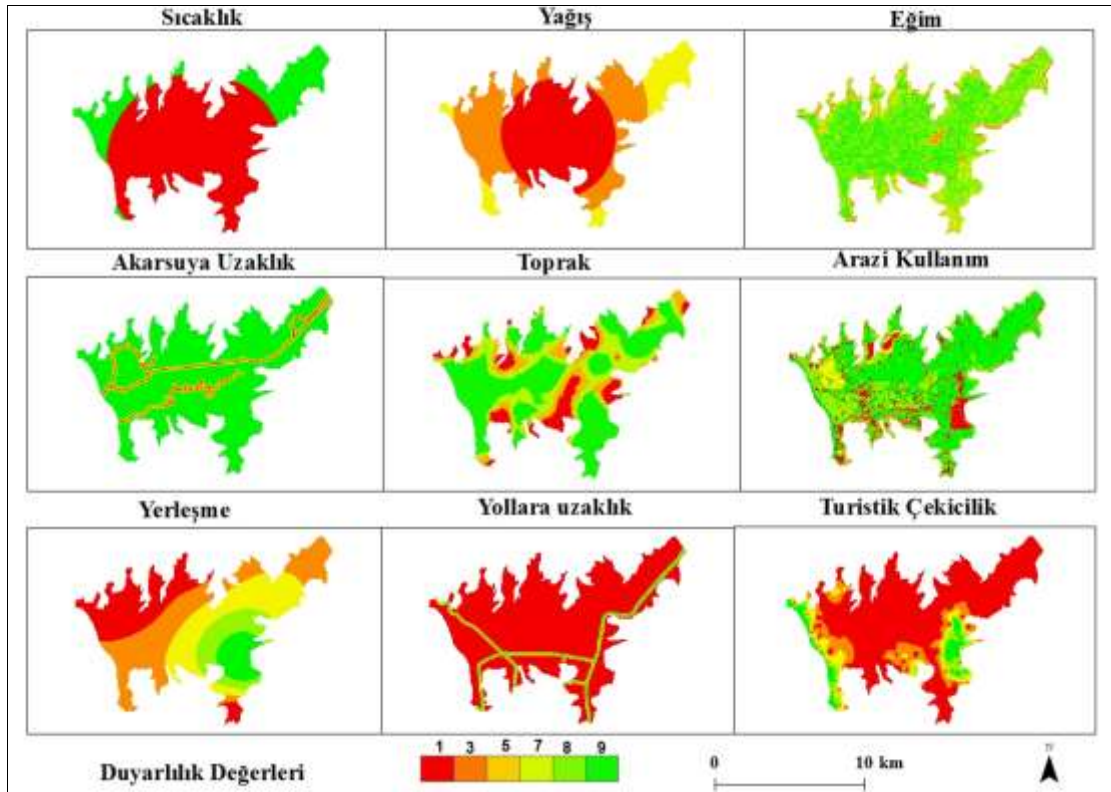 Sıcaklık
Yağış
Eğim
Akarsuya Uzaklık
Toprak
Arazi Kullanım
Yerleşme
Yollara uzaklık
Turistik Çekicilik
Duyarlılık Değerleri
1 3 5 7 8 9
0 10 km
N